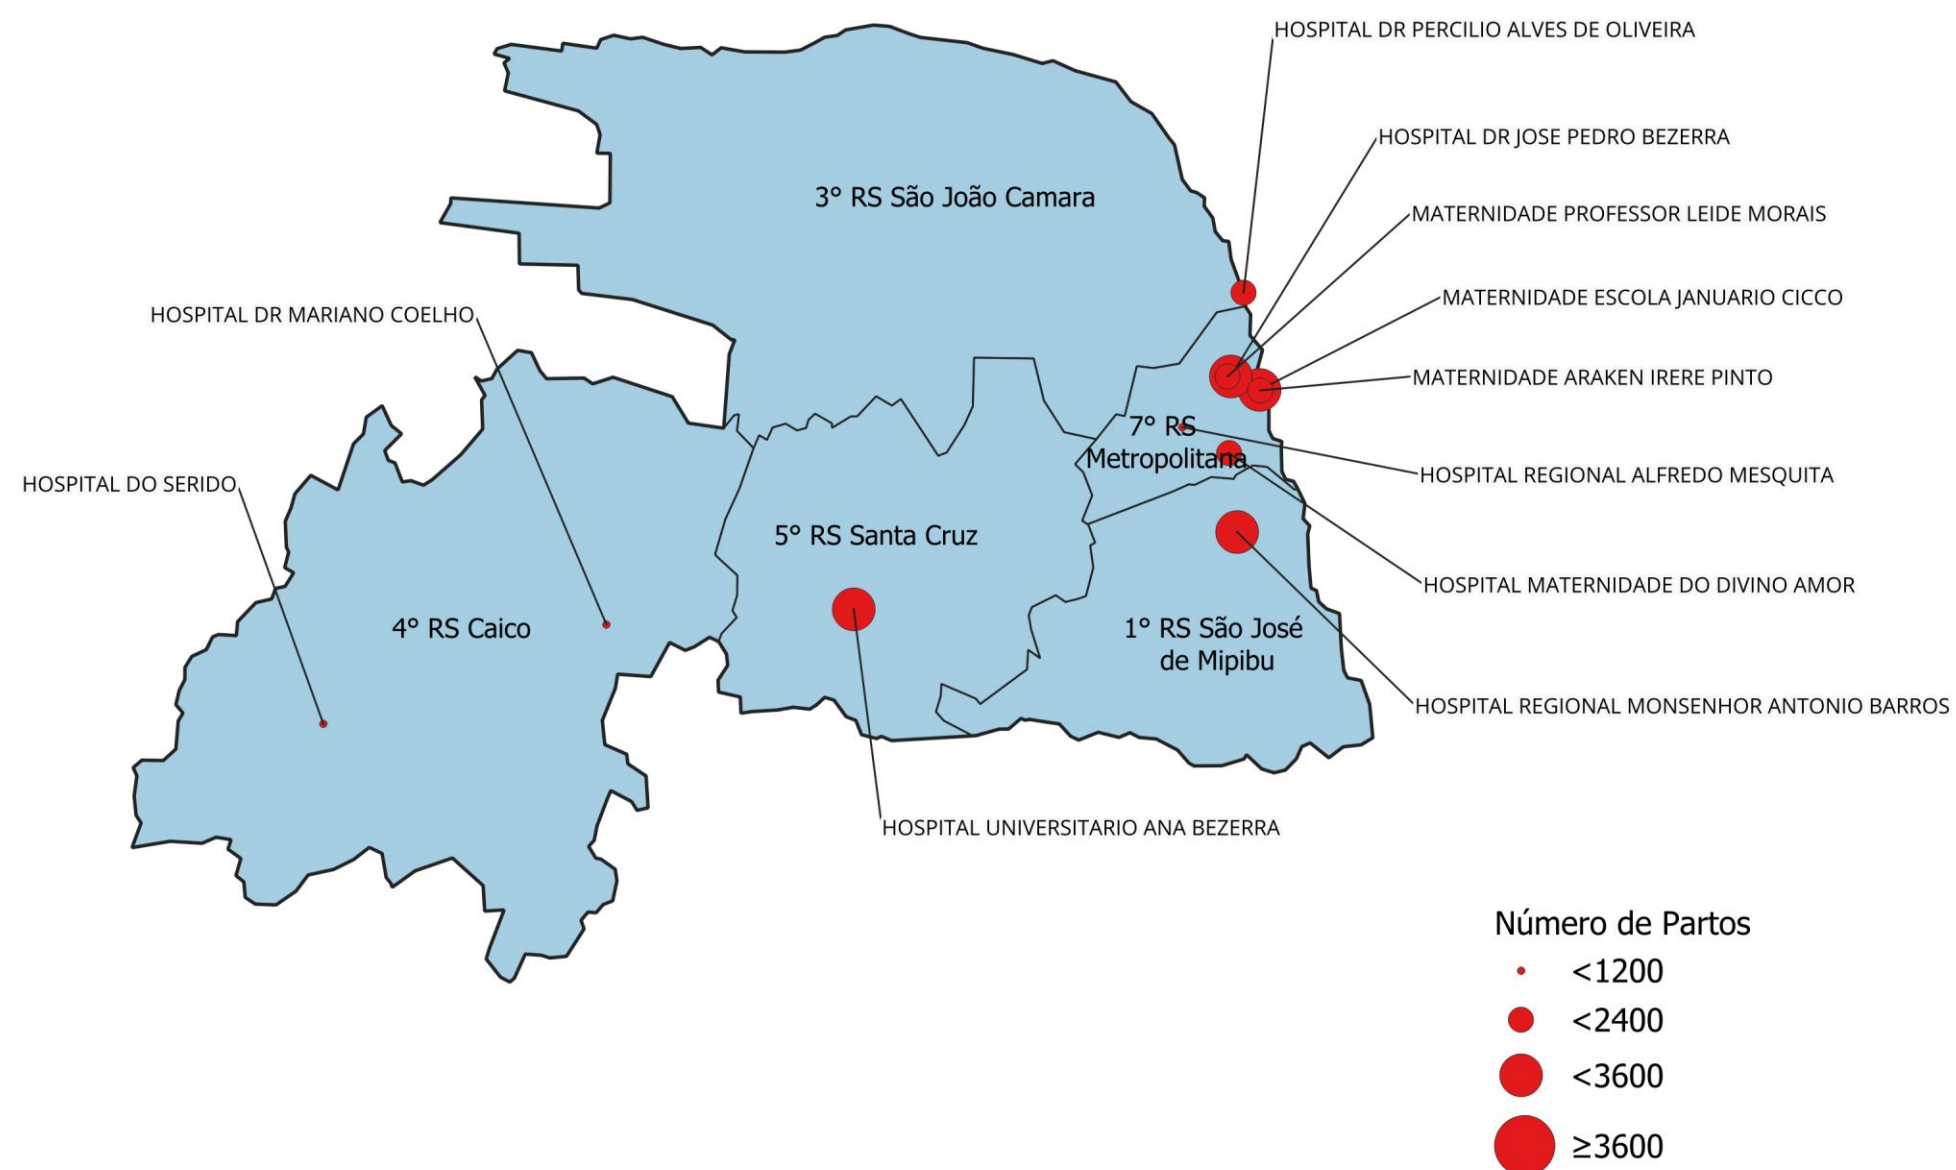 HOSPITAL DR PERCILIO ALVES DE OLIVEIRA
HOSPITAL DR JOSE PEDRO BEZERRA
3° RS São João Camara
MATERNIDADE PROFESSOR LEIDE MORAIS
MATERNIDADE ESCOLA JANUARIO CICCO
HOSPITAL DR MARIANO COELHO
MATERNIDADE ARAKEN IRERE PINTO
7° RS
Metropolitana
HOSPITAL REGIONAL ALFREDO MESQUITA
HOSPITAL DO SERIDO
5° RS Santa Cruz
HOSPITAL MATERNIDADE DO DIVINO AMOR
4° RS Caico
1° RS São José
de Mipibu
HOSPITAL REGIONAL MONSENHOR ANTONIO BARROS
HOSPITAL UNIVERSITARIO ANA BEZERRA
Número de Partos
<1200
<2400
<3600
≥3600